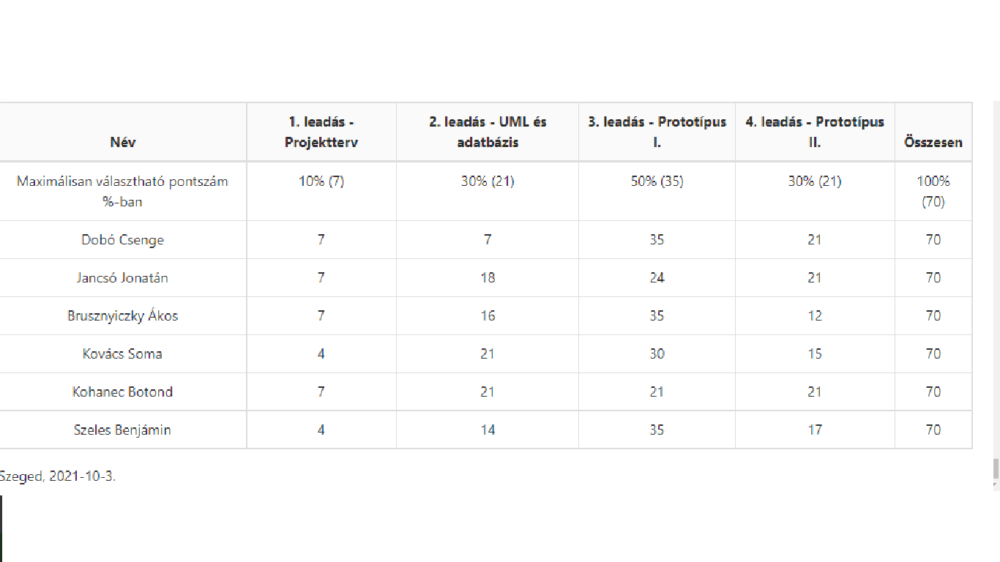 Név 1. leadás - Projektterv 2. leadás - UML és adatbázis 3. leadás - Prototípus I. 4. leadás - Prototípus II. Összesen
Maximálisan választható pontszám %-ban 10% (7) 30% (21) 50% (35) 30% (21) 100% (70)
Dobó Csenge 7 7 35 21 70
Jancsó Jonatán 7 18 24 21 70
Brusznyiczky Ákos 7 16 35 12 70
Kovács Soma 4 21 30 15 70
Kohanec Botond 7 21 21 21 70
Szeles Benjámin 4 14 35 17 70
Szeged, 2021-10-3.